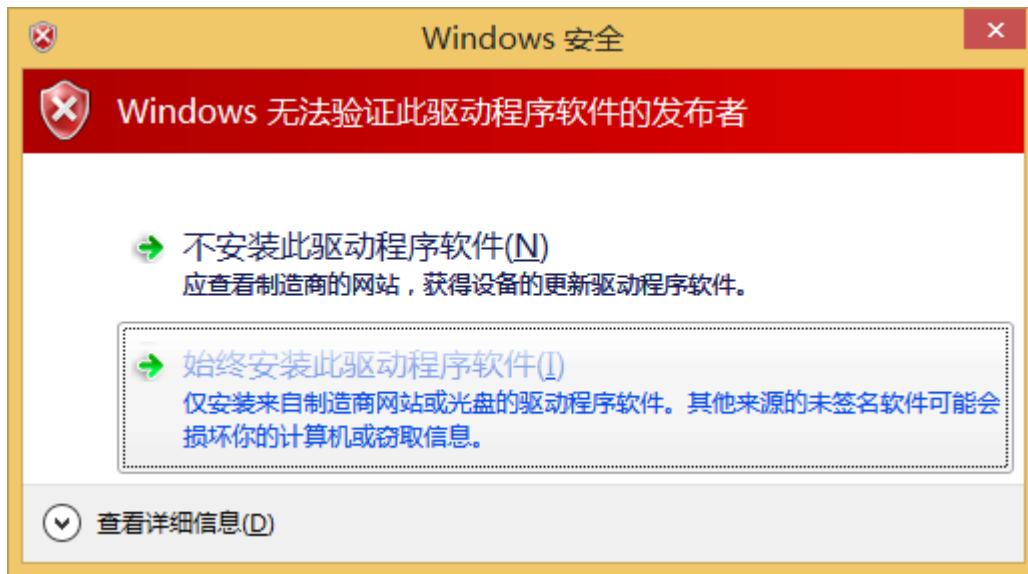 Windows 安全
Windows 无法验证此驱动程序软件的发布者
不安装此驱动程序软件(N)
应查看制造商的网站，获得设备的更新驱动程序软件。
始终安装此驱动程序软件(I)
仅安装来自制造商网站或光盘的驱动程序软件。其他来源的未签名软件可能会
损坏你的计算机或窃取信息。
查看详细信息(D)